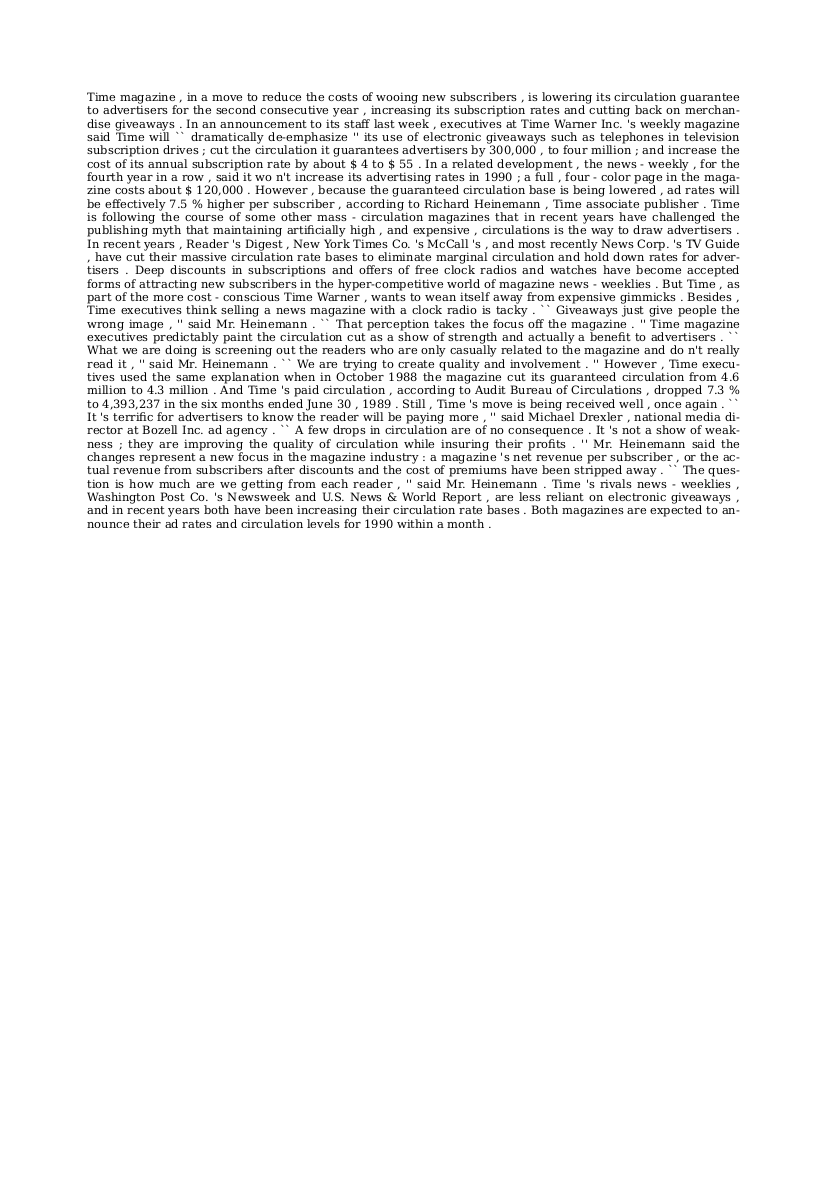 Time magazine , in a move to reduce the costs of wooing new subscribers , is lowering its circulation guarantee
to advertisers for the second consecutive year , increasing its subscription rates and cutting back on merchan-
dise giveaways . In an announcement to its staff last week , executives at Time Warner Inc. 's weekly magazine
said Time will `` dramatically de-emphasize '' its use of electronic giveaways such as telephones in television
subscription drives ; cut the circulation it guarantees advertisers by 300,000 , to four million ; and increase the
cost of its annual subscription rate by about $ 4 to $ 55 . In a related development , the news - weekly , for the
fourth year in a row , said it wo n't increase its advertising rates in 1990 ; a full , four - color page in the maga-
zine costs about $ 120,000 . However , because the guaranteed circulation base is being lowered , ad rates will
be effectively 7.5 % higher per subscriber , according to Richard Heinemann , Time associate publisher . Time
is following the course of some other mass - circulation magazines that in recent years have challenged the
publishing myth that maintaining artificially high , and expensive , circulations is the way to draw advertisers .
In recent years , Reader 's Digest , New York Times Co. 's McCall 's , and most recently News Corp. 's TV Guide
, have cut their massive circulation rate bases to eliminate marginal circulation and hold down rates for adver-
tisers . Deep discounts in subscriptions and offers of free clock radios and watches have become accepted
forms of attracting new subscribers in the hyper-competitive world of magazine news - weeklies . But Time , as
part of the more cost - conscious Time Warner , wants to wean itself away from expensive gimmicks . Besides ,
Time executives think selling a news magazine with a clock radio is tacky . `` Giveaways just give people the
wrong image , '' said Mr. Heinemann . `` That perception takes the focus off the magazine . '' Time magazine
executives predictably paint the circulation cut as a show of strength and actually a benefit to advertisers . ``
What we are doing is screening out the readers who are only casually related to the magazine and do n't really
read it , '' said Mr. Heinemann . `` We are trying to create quality and involvement . '' However , Time execu-
tives used the same explanation when in October 1988 the magazine cut its guaranteed circulation from 4.6
million to 4.3 million . And Time 's paid circulation , according to Audit Bureau of Circulations , dropped 7.3 %
to 4,393,237 in the six months ended June 30 , 1989 . Still , Time 's move is being received well , once again . ``
It 's terrific for advertisers to know the reader will be paying more , '' said Michael Drexler , national media di-
rector at Bozell Inc. ad agency . `` A few drops in circulation are of no consequence . It 's not a show of weak-
ness ; they are improving the quality of circulation while insuring their profits . '' Mr. Heinemann said the
changes represent a new focus in the magazine industry : a magazine 's net revenue per subscriber , or the ac-
tual revenue from subscribers after discounts and the cost of premiums have been stripped away . `` The ques-
tion is how much are we getting from each reader , '' said Mr. Heinemann . Time 's rivals news - weeklies ,
Washington Post Co. 's Newsweek and U.S. News & World Report , are less reliant on electronic giveaways ,
and in recent years both have been increasing their circulation rate bases . Both magazines are expected to an-
nounce their ad rates and circulation levels for 1990 within a month .